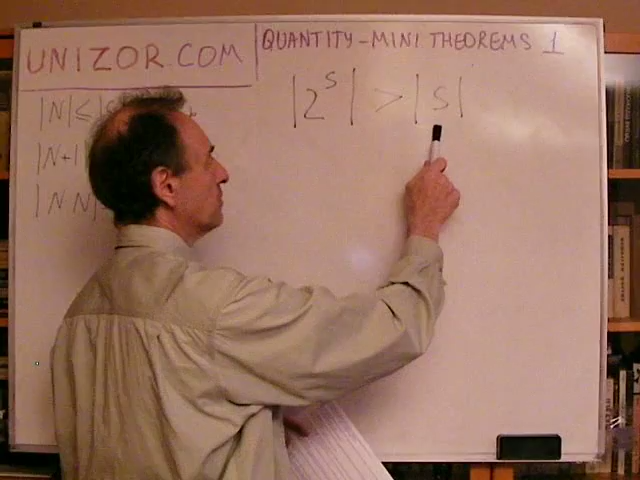 UNIZOR.COM
QUANTITY-MINI THEOREMS 1
|2^S| > |S|
|N| ≤ |S
|N+1
|N N|